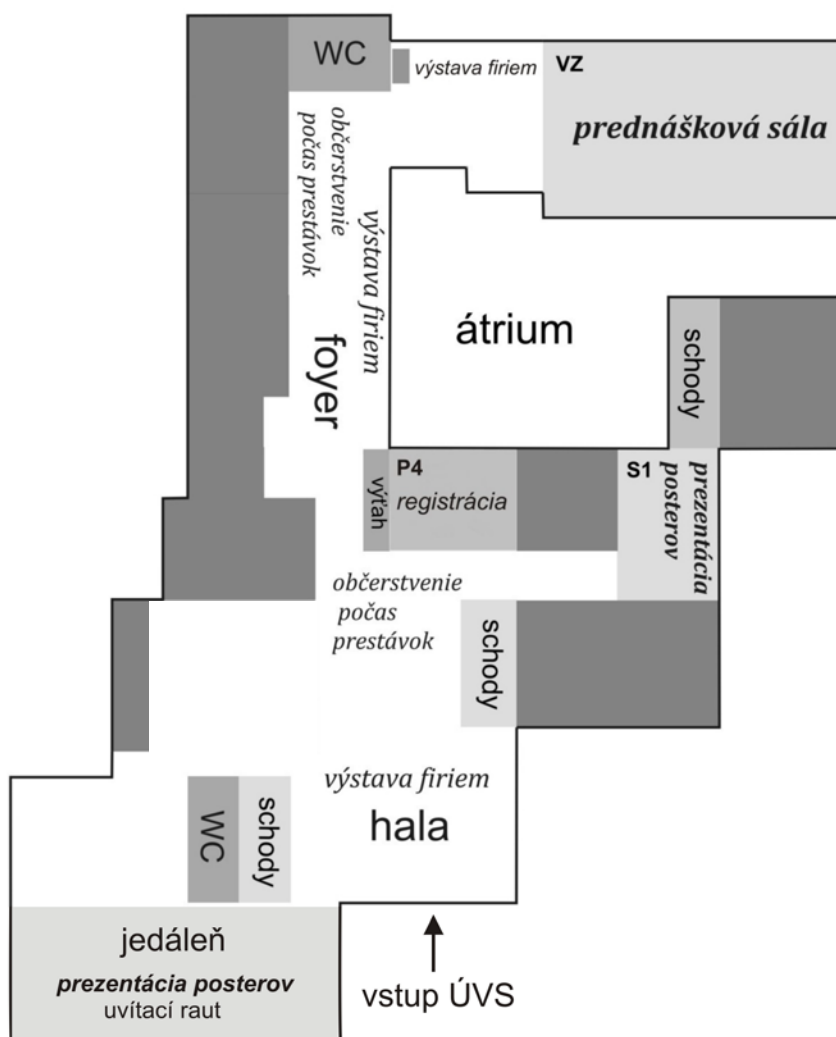 WC
výstava firiem
VZ
prednášková sála
občerstvenie
počas prestávok
výstava firiem
foyer
átrium
schody
výťah
P4
registrácia
S1
prezentácia
posterov
občerstvenie
počas
prestávok
schody
výstava firiem
hala
WC
schody
jedáleň
prezentácia posterov
uvítací raut
vstup ÚVS